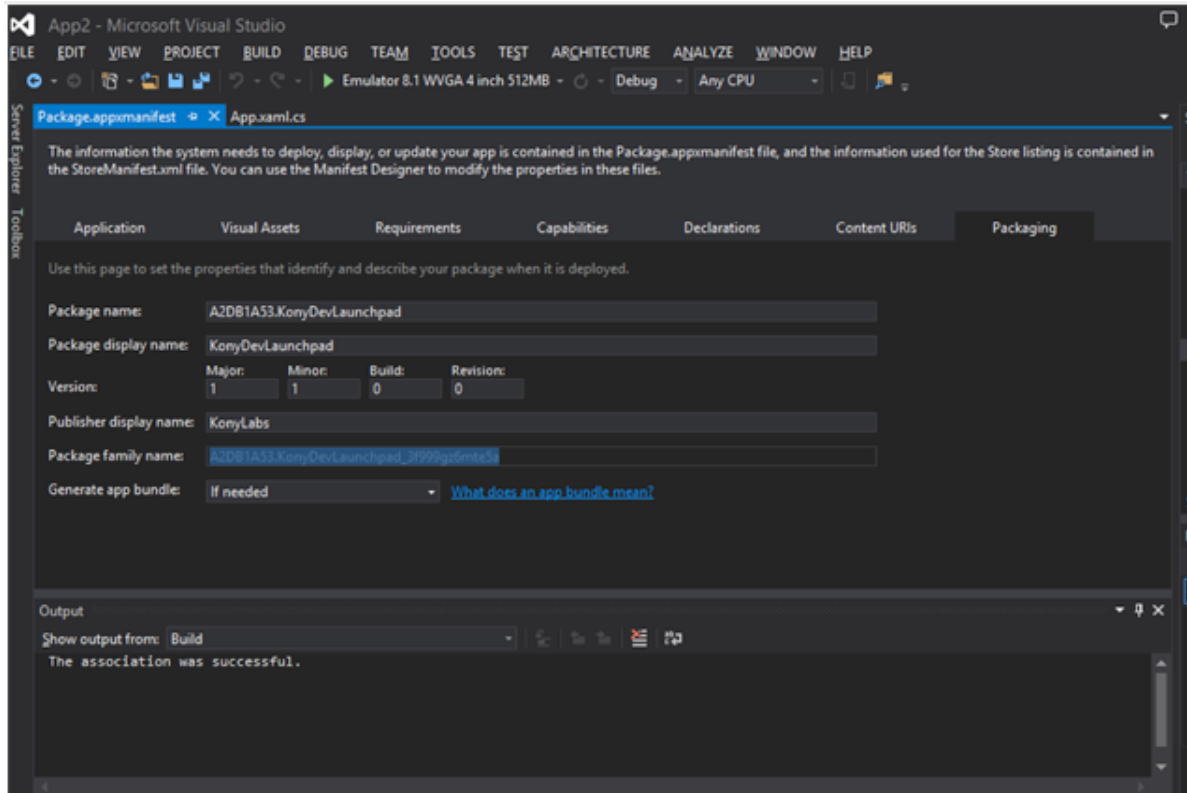 App2 - Microsoft Visual Studio
FILE EDIT VIEW PROJECT BUILD DEBUG TEAM TOOLS TEST ARCHITECTURE ANALYZE WINDOW HELP
Emulator 8.1 WVGA 4 inch 512MB Debug Any CPU
Server Explorer
Toolbox
Package.appxmanifest App.xaml.cs
The information the system needs to deploy, display, or update your app is contained in the Package.appxmanifest file, and the information used for the Store listing is contained in
the StoreManifest.xml file. You can use the Manifest Designer to modify the properties in these files.
Application Visual Assets Requirements Capabilities Declarations Content URIs Packaging
Use this page to set the properties that identify and describe your package when it is deployed.
Package name: A2DB1A53.KonyDevLaunchpad
Package display name: KonyDevLaunchpad
Major: Minor: Build: Revision:
Version: 1 1 0 0
Publisher display name: KonyLabs
Package family name: A2DB1A53.KonyDevLaunchpad_3f999gz6mte5a
Generate app bundle: If needed What does an app bundle mean?
Output
Show output from: Build
The association was successful.